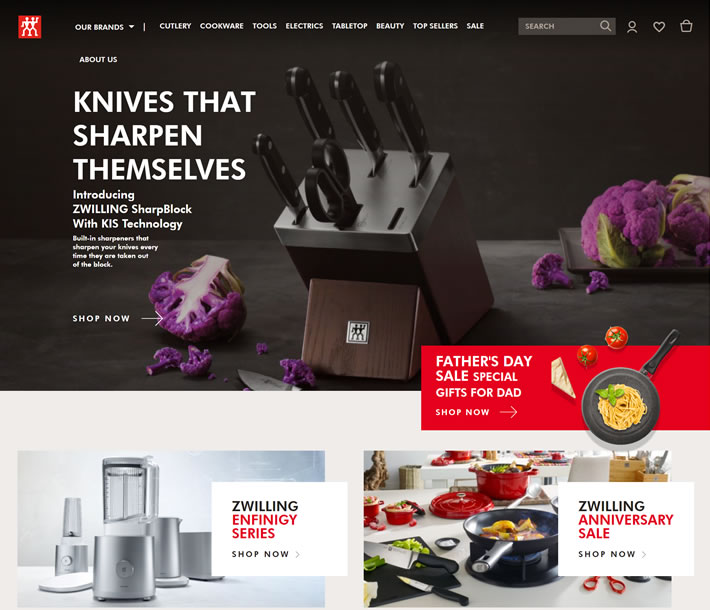 OUR BRANDS | CUTLERY COOKWARE TOOLS ELECTRICS TABLETOP BEAUTY TOP SELLERS SALE SEARCH
ABOUT US
KNIVES THAT
SHARPEN
THEMSELVES
Introducing
ZWILLING SharpBlock
With KIS Technology
Built-in sharpeners that
sharpen your knives every
time they are taken out
of the block.
SHOP NOW
FATHER'S DAY
SALE SPECIAL
GIFTS FOR DAD
SHOP NOW
ZWILLING
ENFINIGY
SERIES
SHOP NOW
ZWILLING
ANNIVERSARY
SALE
SHOP NOW